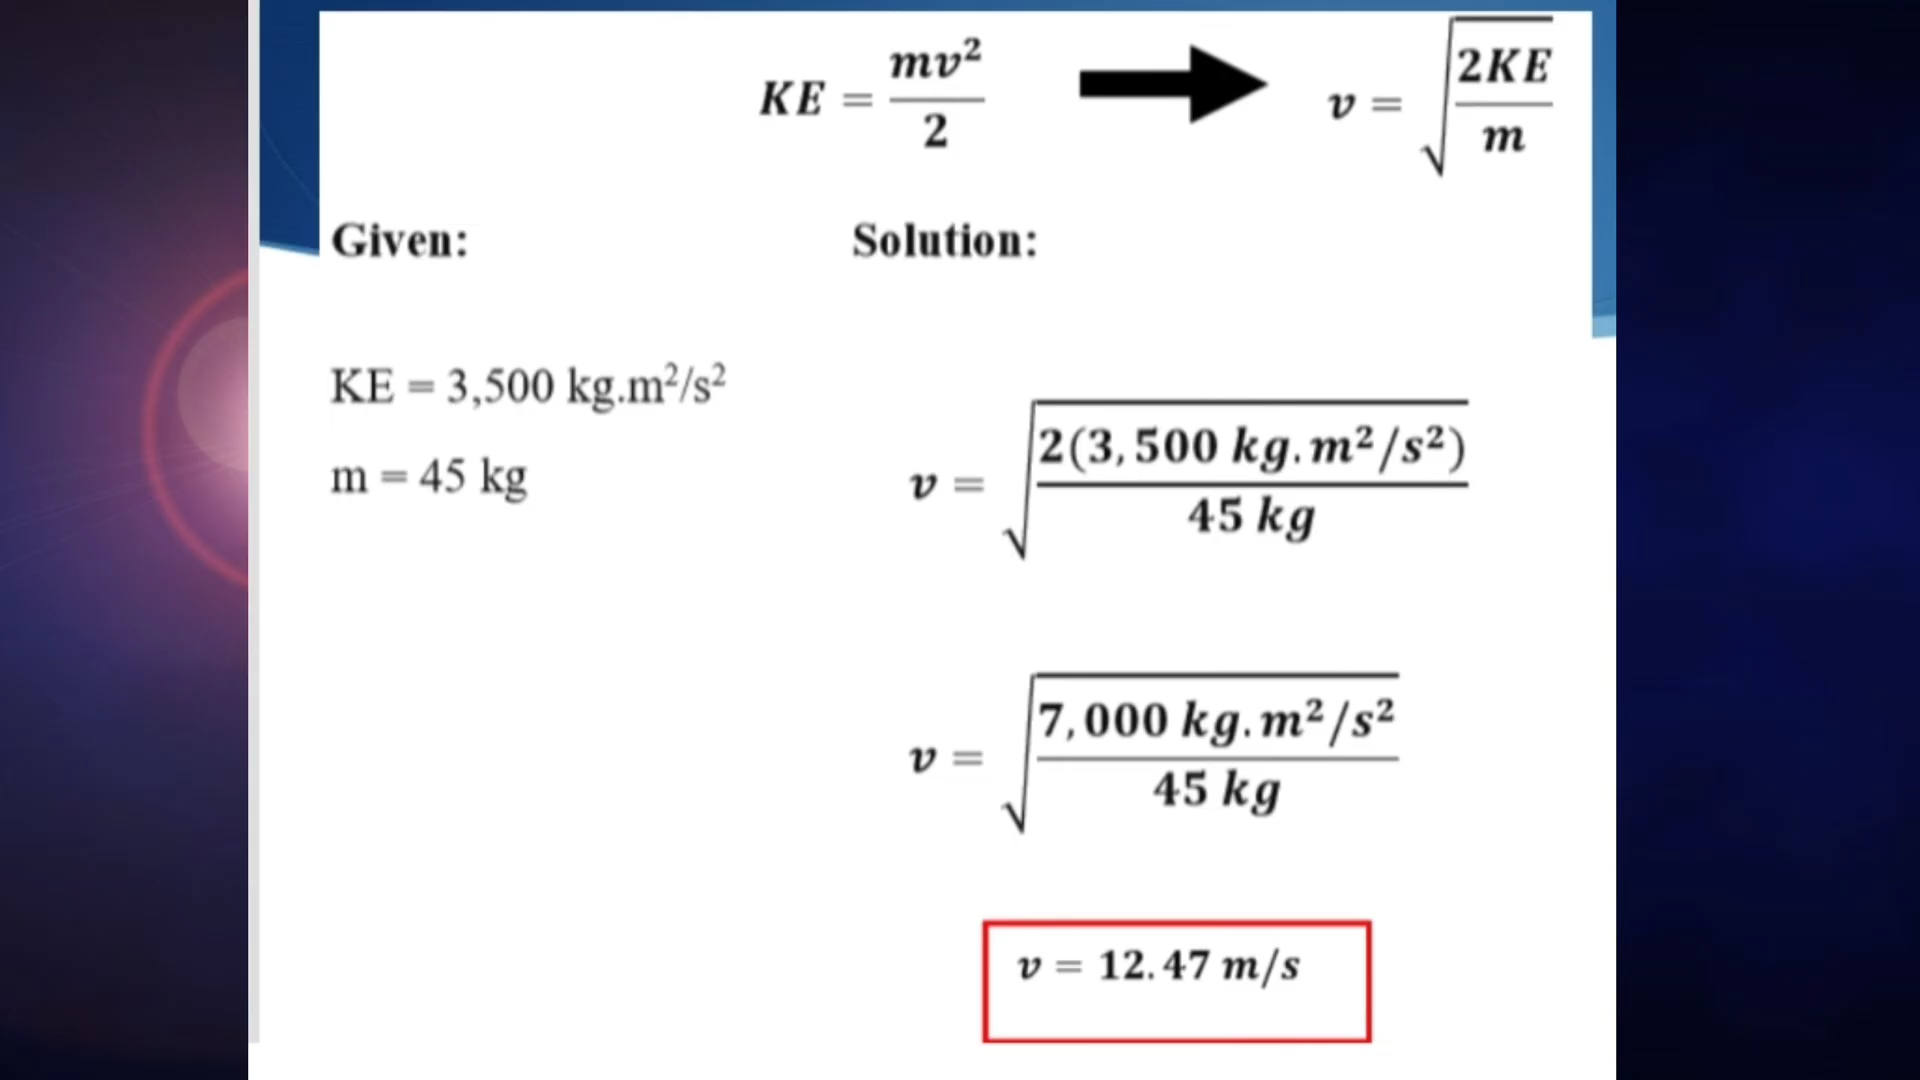 KE = mv²/2 → v = √(2KE/m)
Given: Solution:
KE = 3,500 kg.m²/s²
m = 45 kg
v = √(2(3,500 kg.m²/s²)/45 kg)
v = √(7,000 kg.m²/s²/45 kg)
v = 12.47 m/s